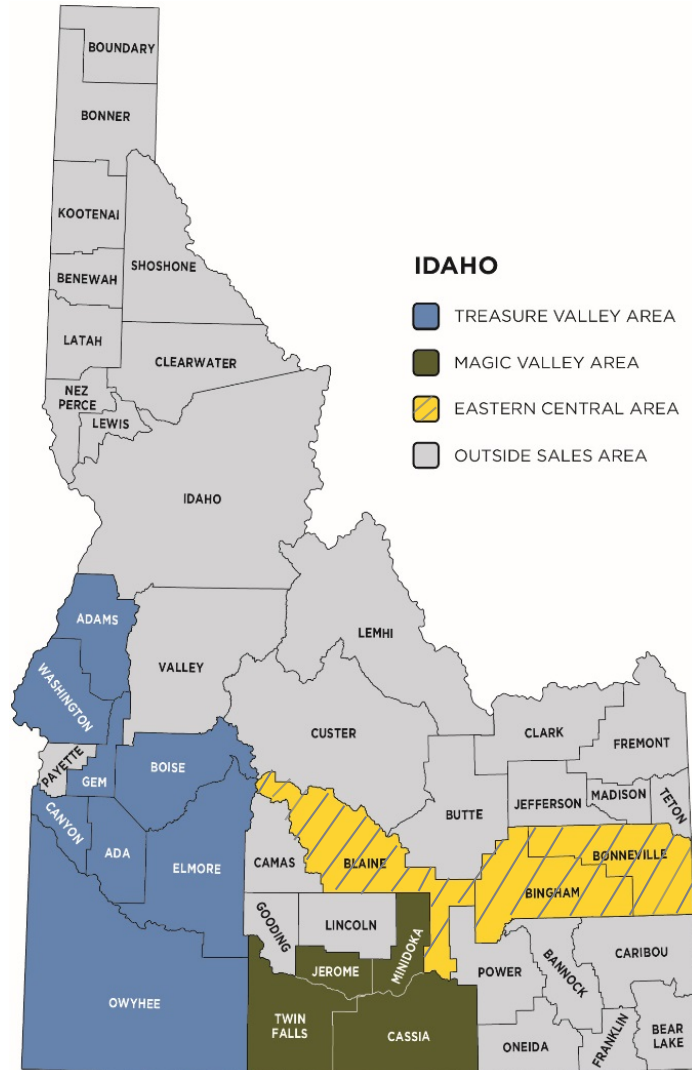 BOUNDARY
BONNER
KOOTENAI
SHOSHONE
BENEWAH
LATAH
CLEARWATER
NEZ
PERCE
LEWIS
IDAHO
IDAHO
TREASURE VALLEY AREA
MAGIC VALLEY AREA
EASTERN CENTRAL AREA
OUTSIDE SALES AREA
ADAMS
LEMHI
VALLEY
WASHINGTON
CUSTER
CLARK
FREMONT
PAYETTE
GEM
BOISE
BUTTE
JEFFERSON
MADISON
TETON
CANYON
ADA
ELMORE
CAMAS
BLAINE
BONNEVILLE
BINGHAM
GOODING
LINCOLN
MINIDOKA
JEROME
POWER
BANNOCK
CARIBOU
OWYHEE
TWIN
FALLS
CASSIA
ONEIDA
FRANKLIN
BEAR
LAKE